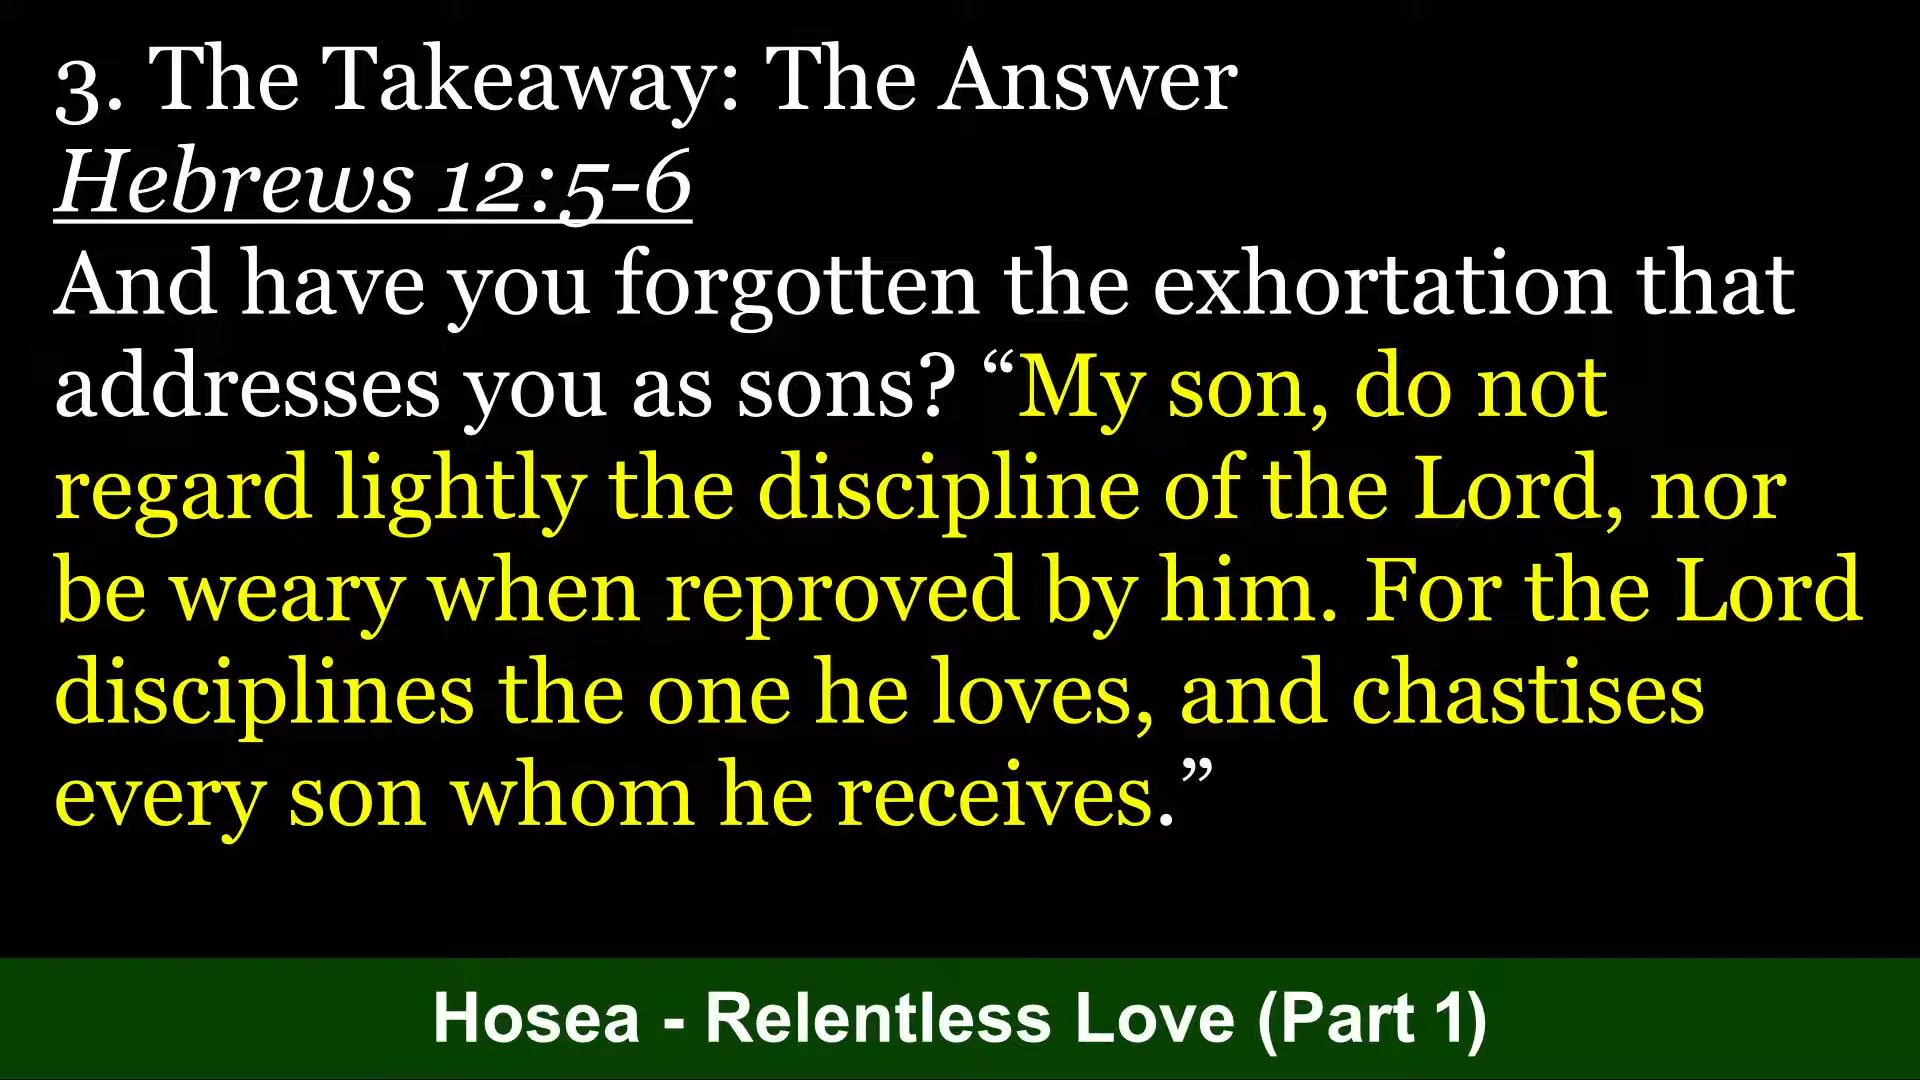 3. The Takeaway: The Answer
Hebrews 12:5-6
And have you forgotten the exhortation that
addresses you as sons? “My son, do not
regard lightly the discipline of the Lord, nor
be weary when reproved by him. For the Lord
disciplines the one he loves, and chastises
every son whom he receives.”
Hosea - Relentless Love (Part 1)